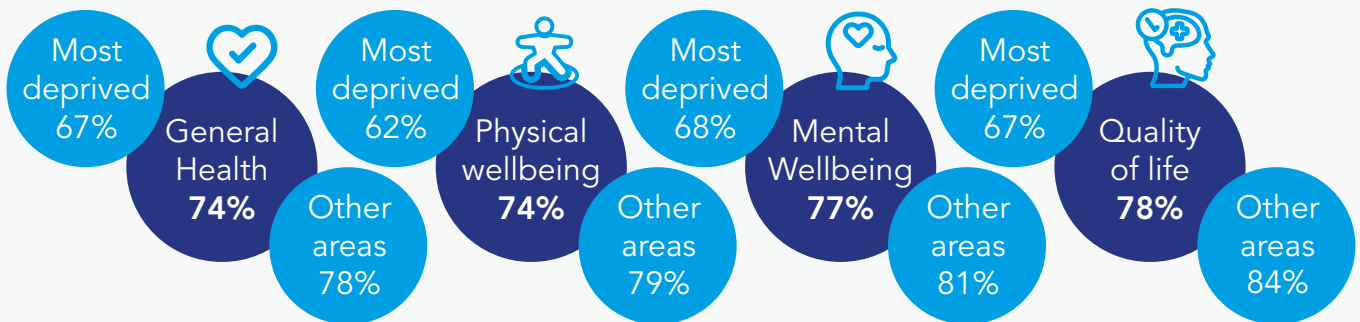 Most
deprived
67%
General
Health
74%
Other
areas
78%
Most
deprived
62%
Physical
wellbeing
74%
Other
areas
79%
Most
deprived
68%
Mental
Wellbeing
77%
Other
areas
81%
Most
deprived
67%
Quality
of life
78%
Other
areas
84%